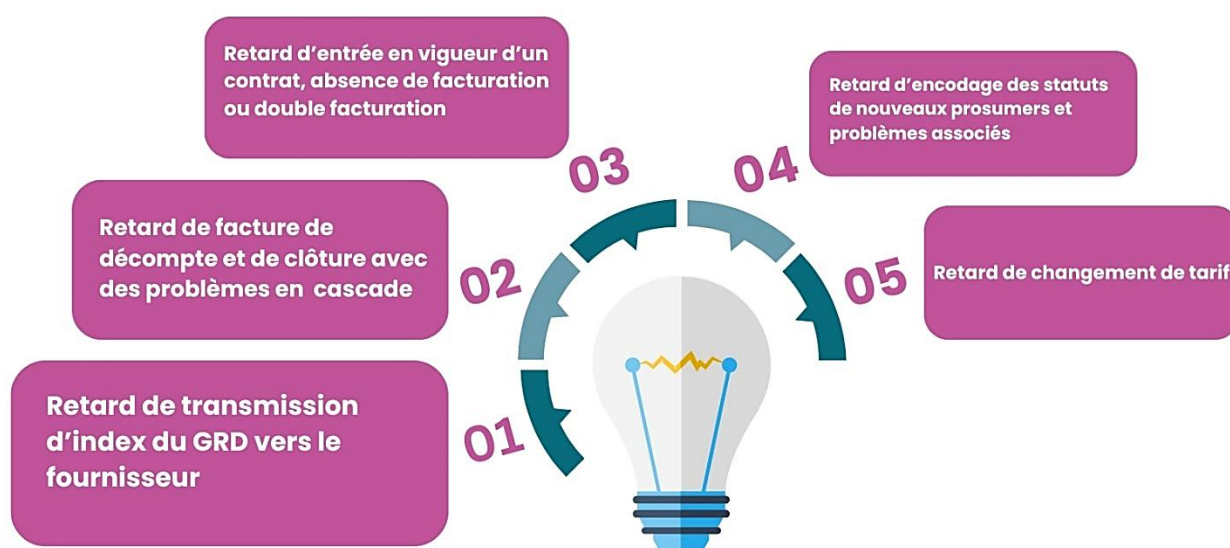 01
Retard de transmission
d’index du GRD vers le
fournisseur
02
Retard de facture de
décompte et de clôture avec
des problèmes en cascade
03
Retard d’entrée en vigueur d’un
contrat, absence de facturation
ou double facturation
04
Retard d’encodage des statuts
de nouveaux prosumers et
problèmes associés
05
Retard de changement de tarif